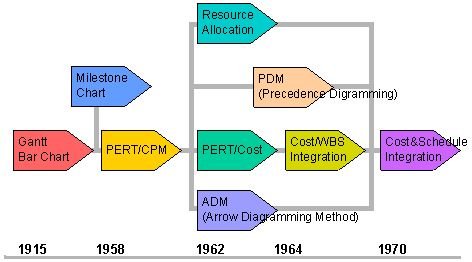 Resource
Allocation
Milestone
Chart
PDM
(Precedence Digramming)
Gantt
Bar Chart
PERT/CPM
PERT/Cost
Cost/WBS
Integration
Cost&Schedule
Integration
ADM
(Arrow Diagramming Method)
1915
1958
1962
1964
1970